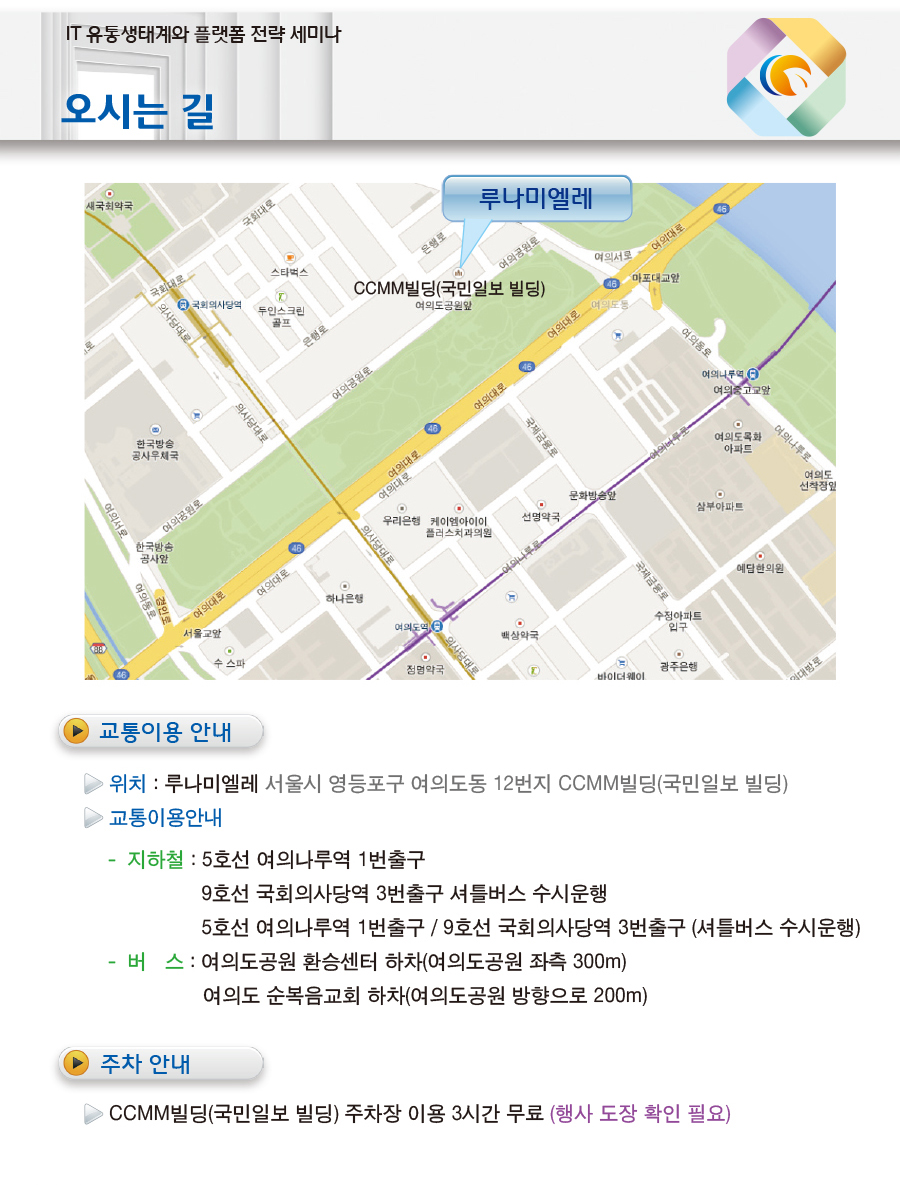 IT 유통생태계와 플랫폼 전략 세미나
오시는 길
루나미엘레
새국회약국
국회대로
은행로
여의공원로
여의서로
여의대로
46
스타벅스
CCMM빌딩(국민일보 빌딩)
여의도공원앞
46
마포대교앞
여의도동
국회대로
국회의사당역
두인스크린
골프
은행로
여의대로
의사당대로
여의동로
46
여의나루역
여의중고교앞
여의공원로
여의대로
의사당대로
46
국제금융로
여의나루로
여의도목화
아파트
여의나루로
한국방송
공사우체국
여의대로
여의대로
여의도
선착장앞
문화방송앞
삼부아파트
여의서로
여의공원로
우리은행
케이엠아이이
플러스치과의원
선명약국
의사당대로
한국방송
공사앞
46
여의나루로
메담한의원
여의대로
국제금융로
여의동로
경인로
여의대로
하나은행
수정아파트
입구
서울교앞
여의도역
백상약국
88
수 스파
의사당대로
점명약국
광주은행
바이더웨이
여의대방로
46
교통이용 안내
위치 : 루나미엘레 서울시 영등포구 여의도동 12번지 CCMM빌딩(국민일보 빌딩)
교통이용안내
- 지하철 : 5호선 여의나루역 1번출구
9호선 국회의사당역 3번출구 셔틀버스 수시운행
5호선 여의나루역 1번출구 / 9호선 국회의사당역 3번출구 (셔틀버스 수시운행)
- 버 스 : 여의도공원 환승센터 하차(여의도공원 좌측 300m)
여의도 순복음교회 하차(여의도공원 방향으로 200m)
주차 안내
CCMM빌딩(국민일보 빌딩) 주차장 이용 3시간 무료 (행사 도장 확인 필요)